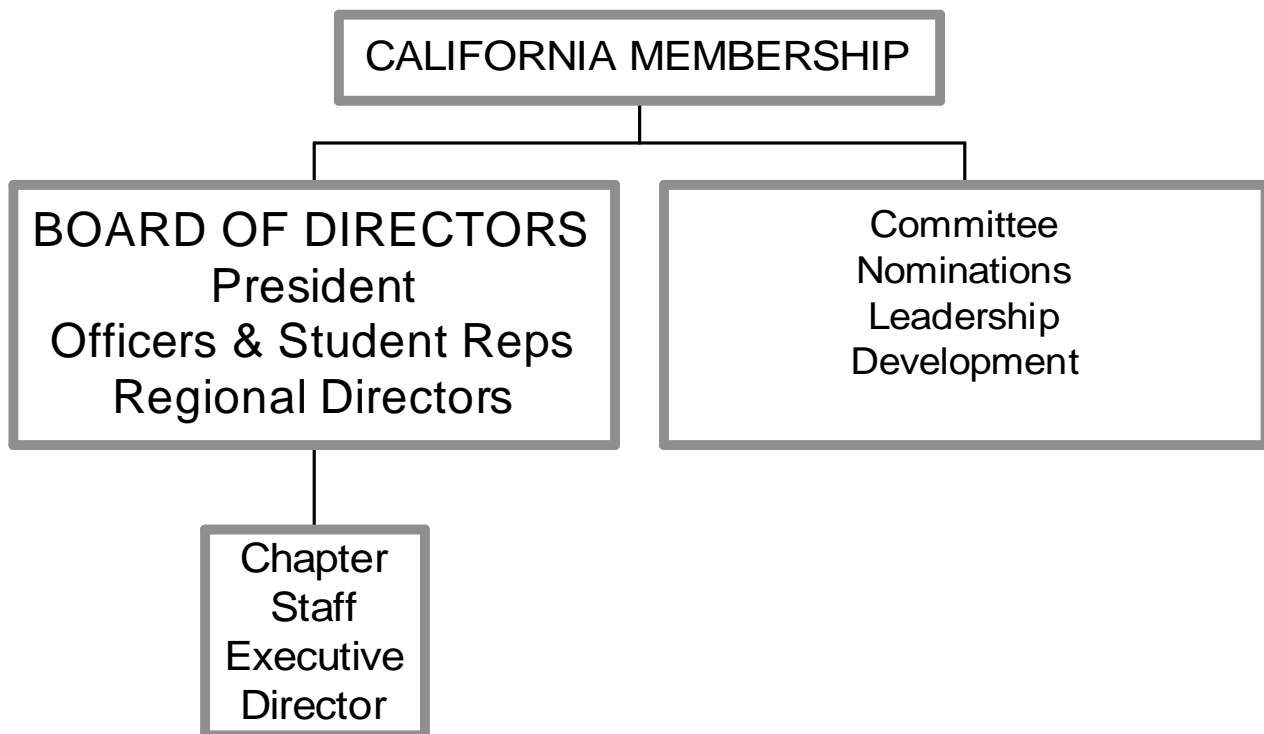 CALIFORNIA MEMBERSHIP
BOARD OF DIRECTORS
President
Officers & Student Reps
Regional Directors
Committee
Nominations
Leadership
Development
Chapter
Staff
Executive
Director